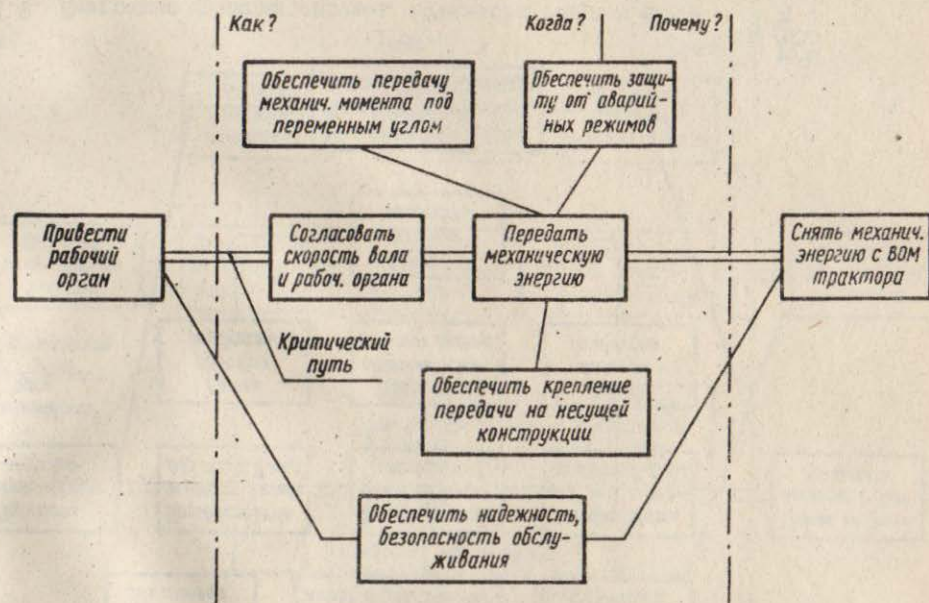 Как?
Когда?
Почему?
Обеспечить передачу
механич. момента под
переменным углом
Обеспечить защи-
ту от аварий-
ных режимов
Привести
рабочий
орган
Согласовать
скорость вала
и рабоч. органа
Передать
механическую
энергию
Снять механич.
энергию с ВОМ
трактора
Критический
путь
Обеспечить крепление
передачи на несущей
конструкции
Обеспечить надежность,
безопасность обслу-
живания